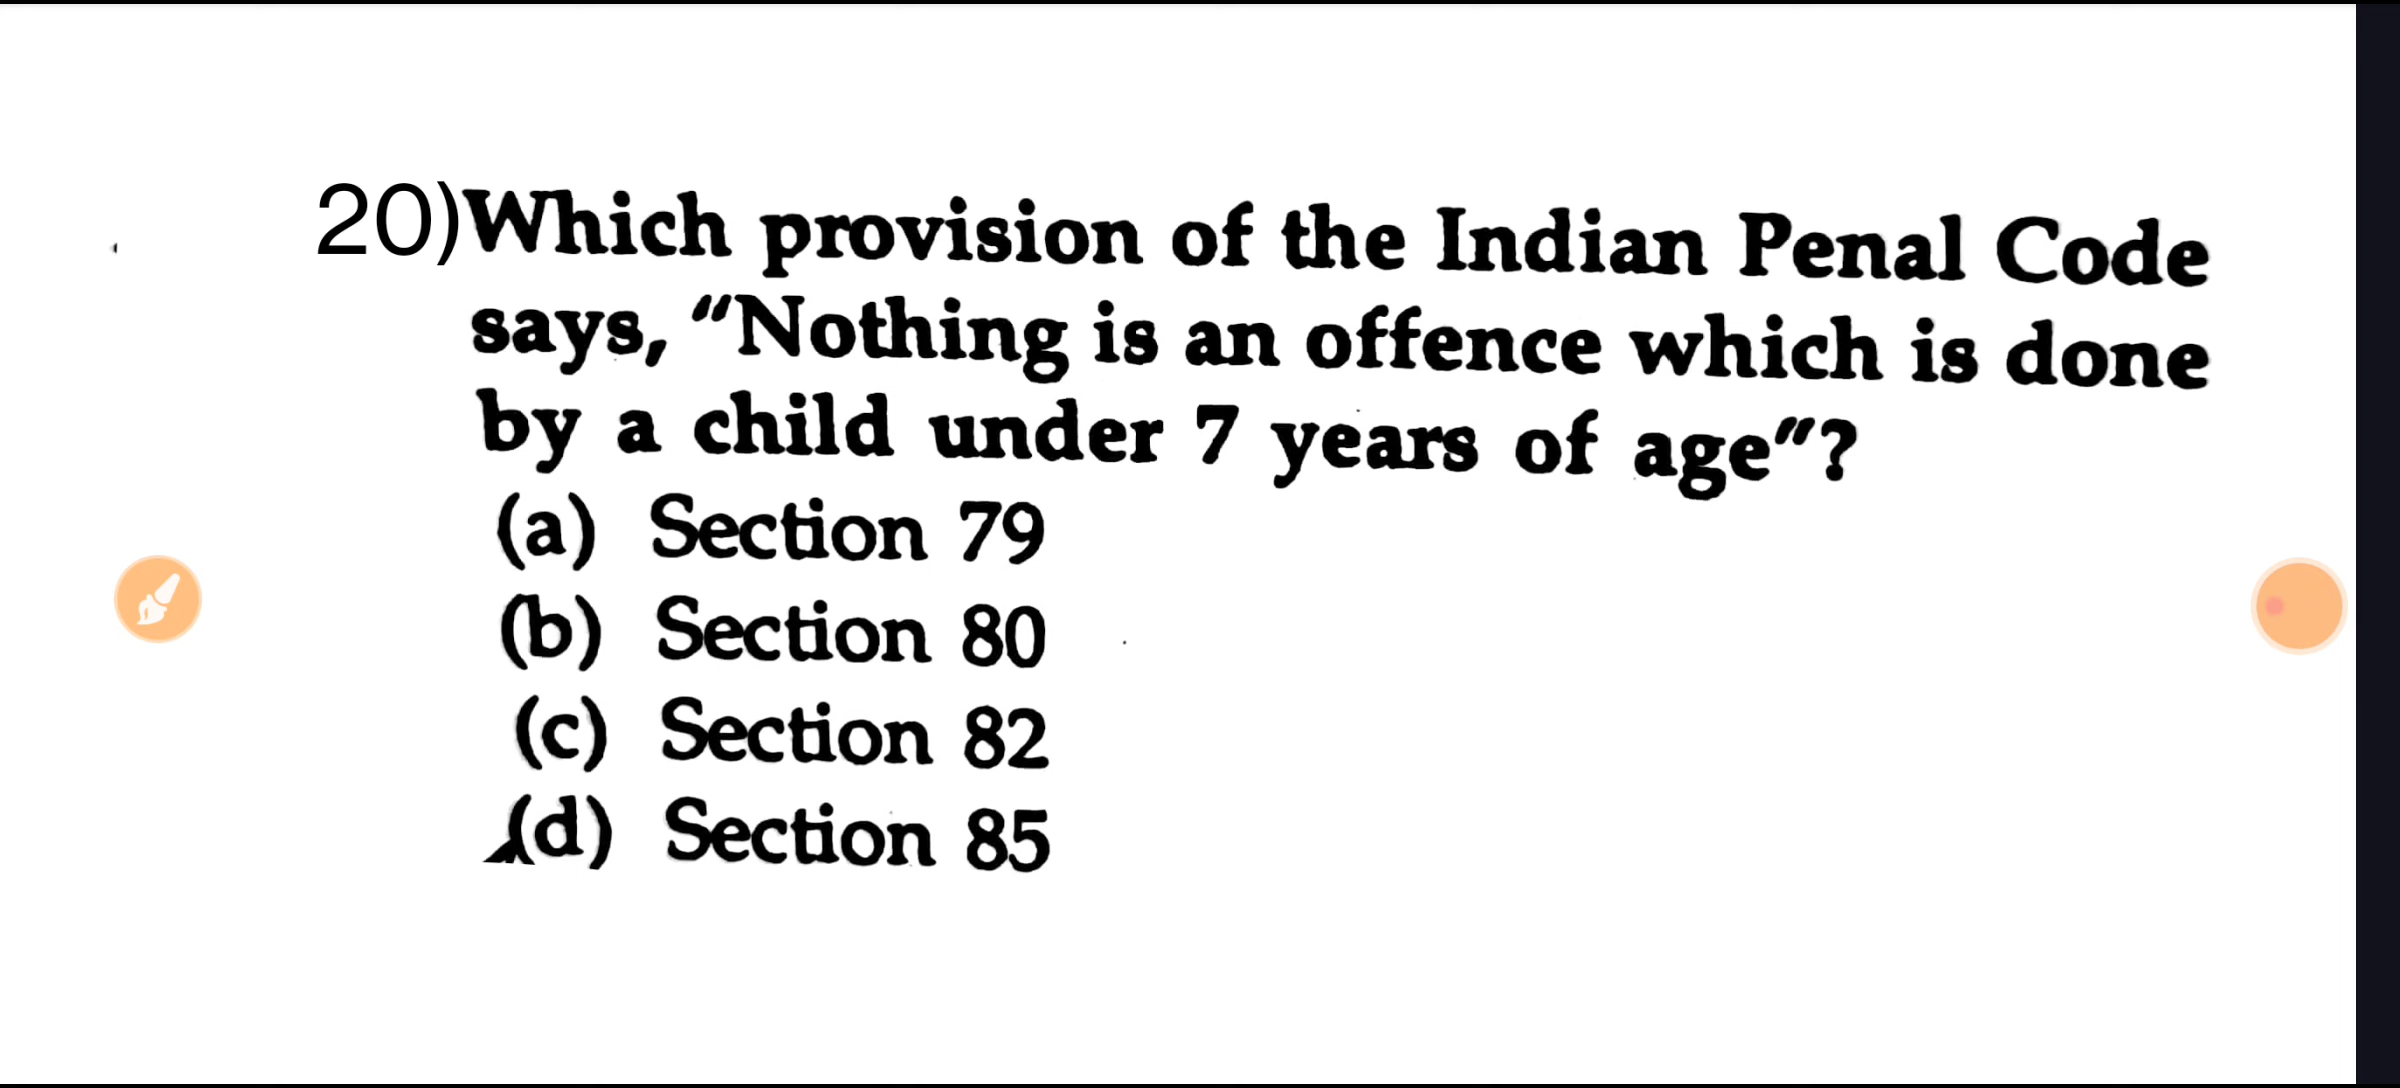 20)Which provision of the Indian Penal Code
says, “Nothing is an offence which is done
by a child under 7 years of age”?
(a) Section 79
(b) Section 80
(c) Section 82
(d) Section 85